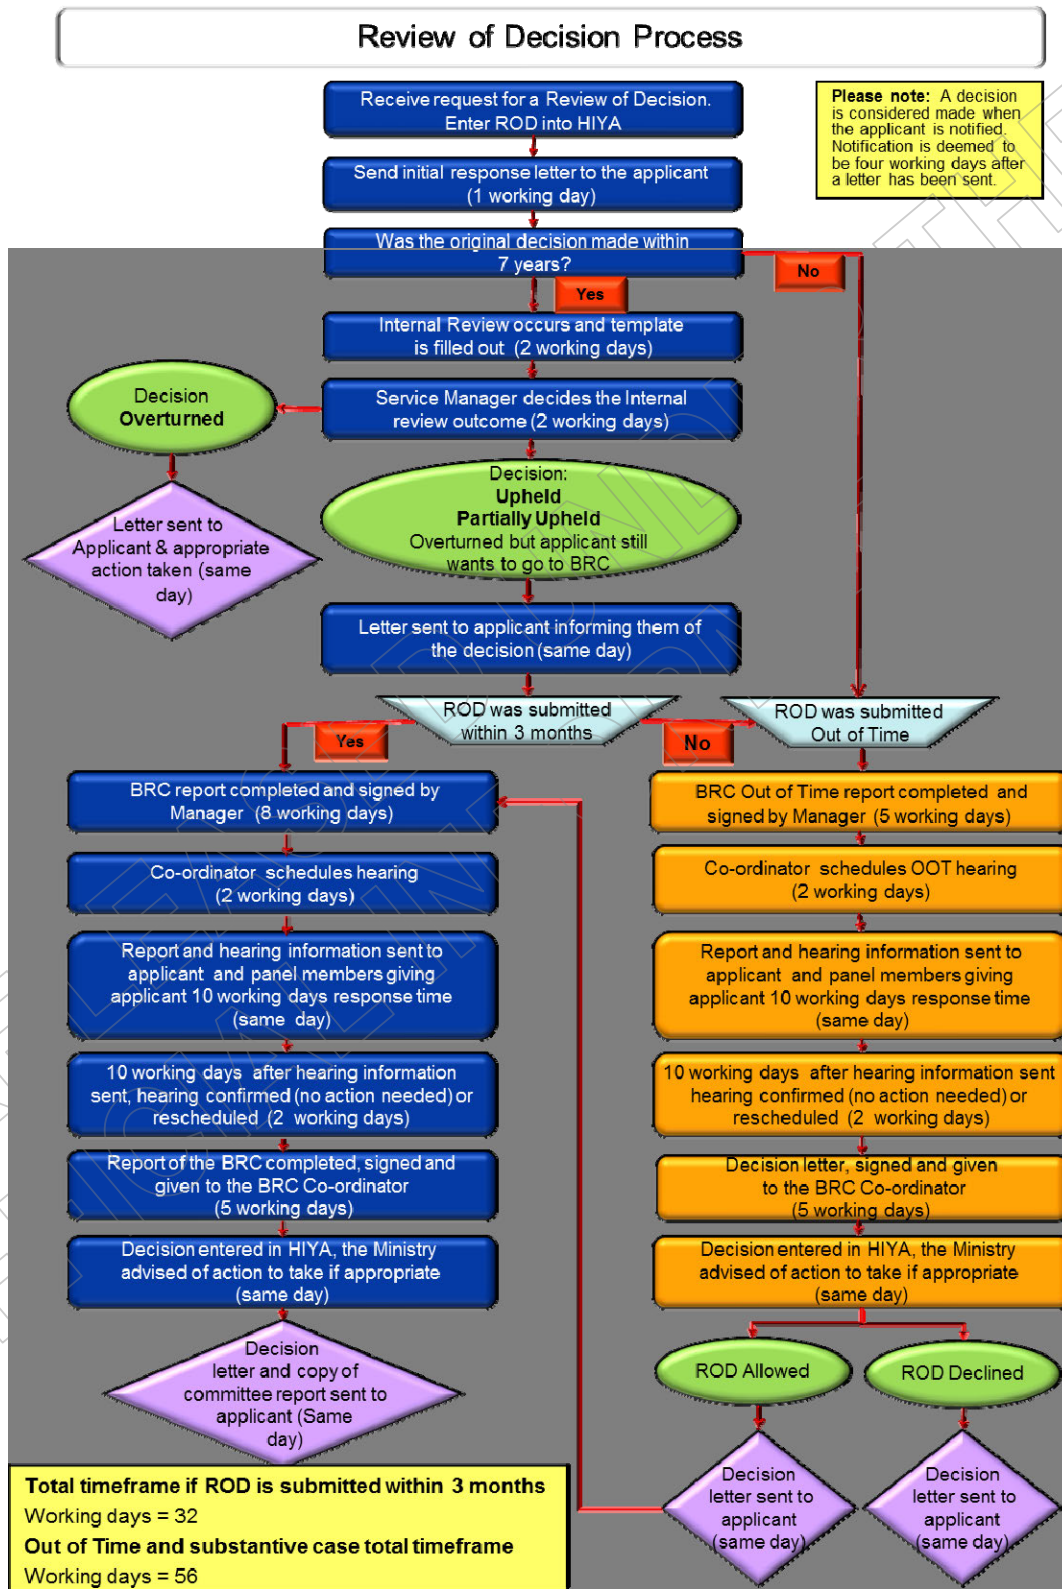 Review of Decision Process
Receive request for a Review of Decision.
Enter ROD into HIYA
Please note: A decision
is considered made when
the applicant is notified.
Notification is deemed to
be four working days after
a letter has been sent.
Send initial response letter to the applicant
(1 working day)
Was the original decision made within
7 years?
No
Yes
Internal Review occurs and template
is filled out (2 working days)
Service Manager decides the Internal
review outcome (2 working days)
Decision
Overturned
Decision:
Upheld
Partially Upheld
Overturned but applicant still
wants to go to BRC
Letter sent to
Applicant & appropriate
action taken (same
day)
Letter sent to applicant informing them of
the decision (same day)
ROD was submitted
within 3 months
ROD was submitted
Out of Time
Yes
No
BRC report completed and signed by
Manager (8 working days)
Co-ordinator schedules hearing
(2 working days)
Report and hearing information sent to
applicant and panel members giving
applicant 10 working days response time
(same day)
10 working days after hearing information
sent, hearing confirmed (no action needed) or
rescheduled (2 working days)
Report of the BRC completed, signed and
given to the BRC Co-ordinator
(5 working days)
Decision entered in HIYA, the Ministry
advised of action to take if appropriate
(same day)
Decision
letter and copy of
committee report sent to
applicant (Same
day)
BRC Out of Time report completed and
signed by Manager (5 working days)
Co-ordinator schedules OOT hearing
(2 working days)
Report and hearing information sent to
applicant and panel members giving
applicant 10 working days response time
(same day)
10 working days after hearing information sent
hearing confirmed (no action needed) or
rescheduled (2 working days)
Decision letter, signed and given
to the BRC Co-ordinator
(5 working days)
Decision entered in HIYA, the Ministry
advised of action to take if appropriate
(same day)
ROD Allowed
ROD Declined
Decision
letter sent to
applicant
(same day)
Decision
letter sent to
applicant
(same day)
Total timeframe if ROD is submitted within 3 months
Working days = 32
Out of Time and substantive case total timeframe
Working days = 56